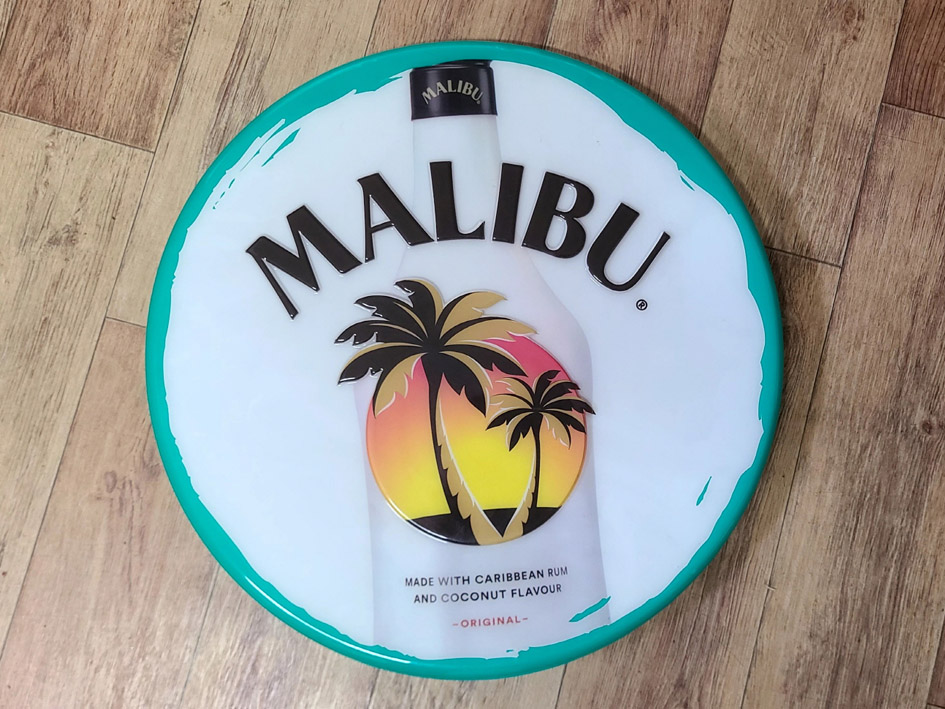 MALIBU
MALIBU®
MADE WITH CARIBBEAN RUM
AND COCONUT FLAVOUR
-ORIGINAL-